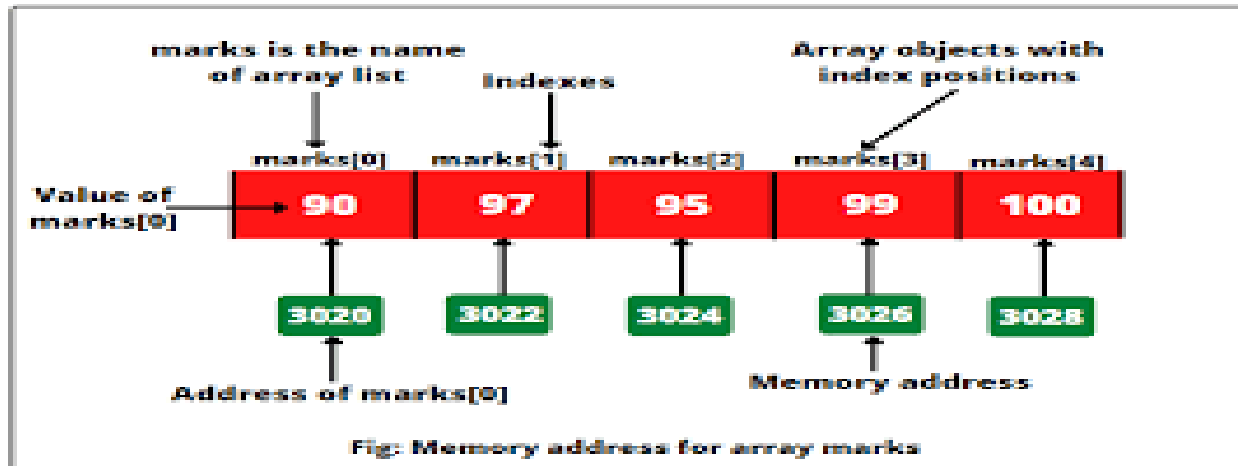 marks is the name
of array list
Indexes
Array objects with
index positions
marks[0] marks[1] marks[2] marks[3] marks[4]
Value of
marks[0]
90 97 95 99 100
3020 3022 3024 3026 3028
Address of marks[0]
Memory address
Fig: Memory address for array marks